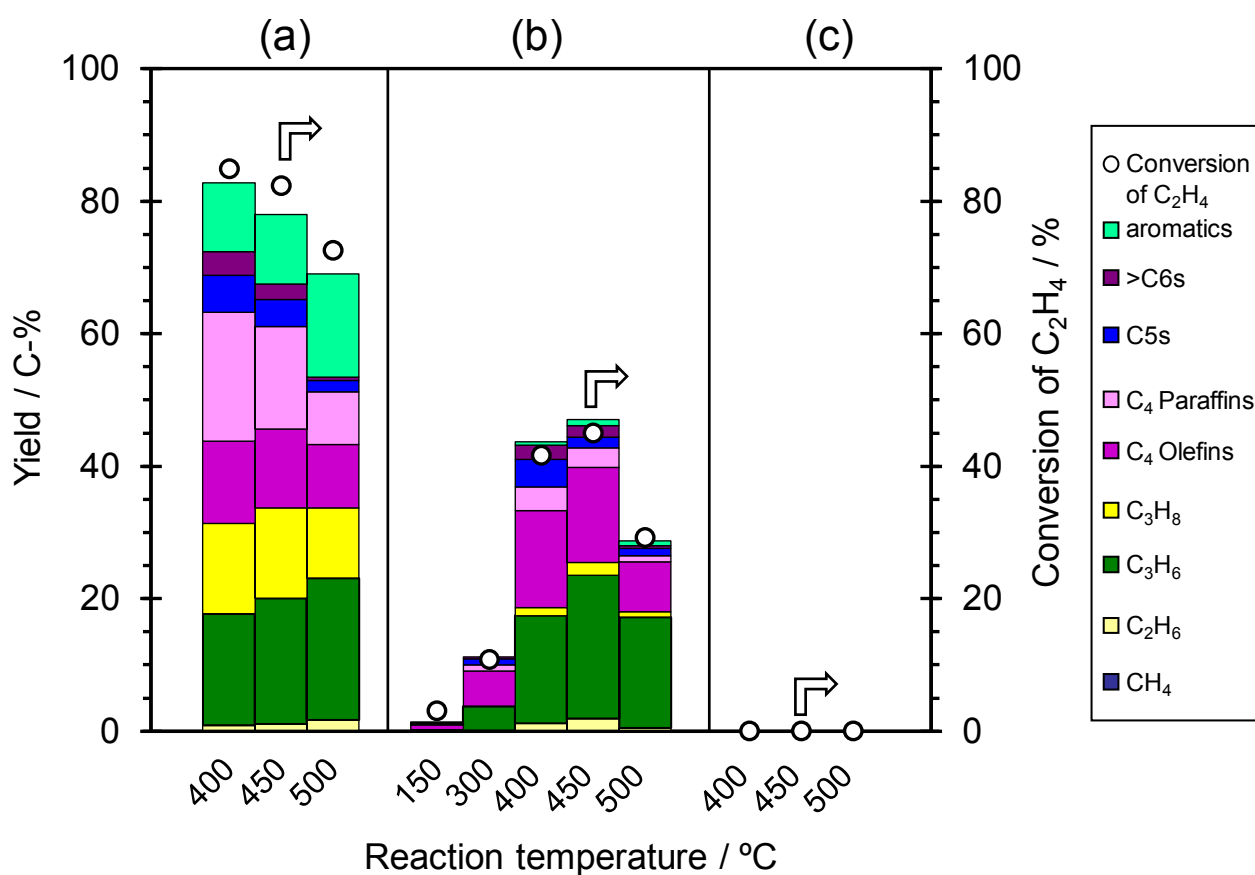 (a) (b) (c)
100
80
60
40
20
0
Yield / C-%
100
80
60
40
20
0
Conversion of C₂H₄ / %
400 450 500 150 300 400 450 500 400 450 500
Reaction temperature / ºC
Conversion
of C₂H₄
aromatics
>C6s
C5s
C₄ Paraffins
C₄ Olefins
C₃H₈
C₃H₆
C₂H₆
CH₄